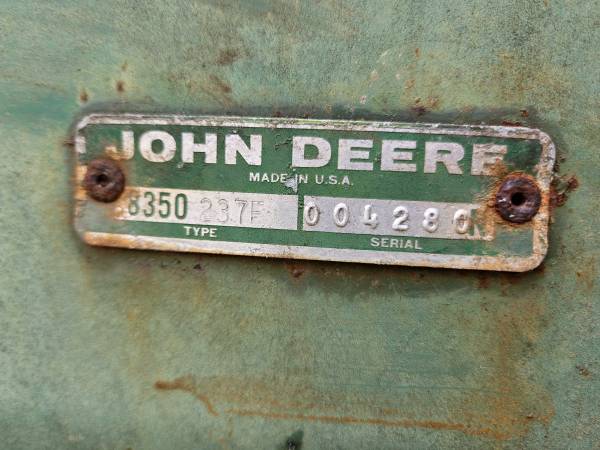 JOHN DEERE
MADE IN U.S.A.
8350 237F 004280
TYPE SERIAL